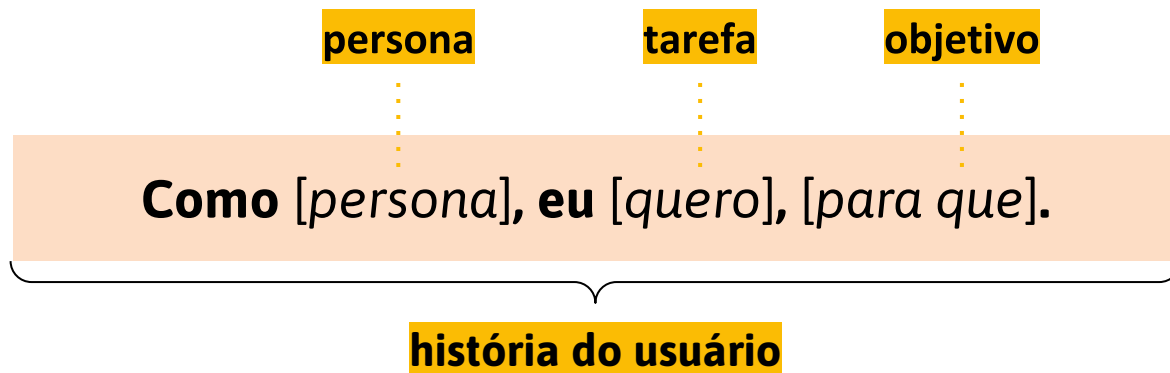 persona tarefa objetivo
Como [persona], eu [quero], [para que].
história do usuário